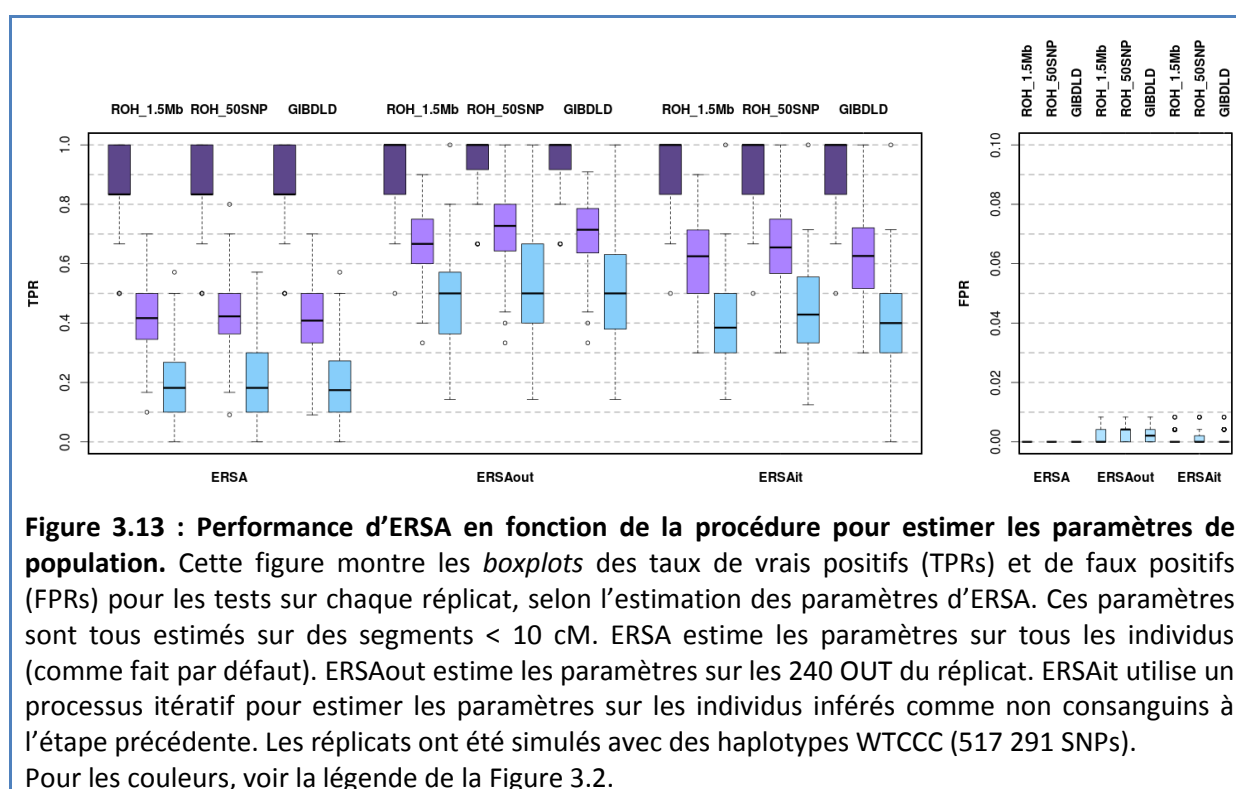 ROH_1.5Mb ROH_50SNP GIBDLD ROH_1.5Mb ROH_50SNP GIBDLD ROH_1.5Mb ROH_50SNP GIBDLD
TPR
1.0
0.8
0.6
0.4
0.2
0.0
ERSA ERSAout ERSAit
ROH_1.5Mb
ROH_50SNP
GIBDLD
ROH_1.5Mb
ROH_50SNP
GIBDLD
ROH_1.5Mb
ROH_50SNP
GIBDLD
FPR
0.10
0.08
0.06
0.04
0.02
0.00
ERSA ERSAout ERSAit
Figure 3.13 : Performance d’ERSA en fonction de la procédure pour estimer les paramètres de
population. Cette figure montre les boxplots des taux de vrais positifs (TPRs) et de faux positifs
(FPRs) pour les tests sur chaque réplicat, selon l’estimation des paramètres d’ERSA. Ces paramètres
sont tous estimés sur des segments < 10 cM. ERSA estime les paramètres sur tous les individus
(comme fait par défaut). ERSAout estime les paramètres sur les 240 OUT du réplicat. ERSAit utilise un
processus itératif pour estimer les paramètres sur les individus inférés comme non consanguins à
l’étape précédente. Les réplicats ont été simulés avec des haplotypes WTCCC (517 291 SNPs).
Pour les couleurs, voir la légende de la Figure 3.2.